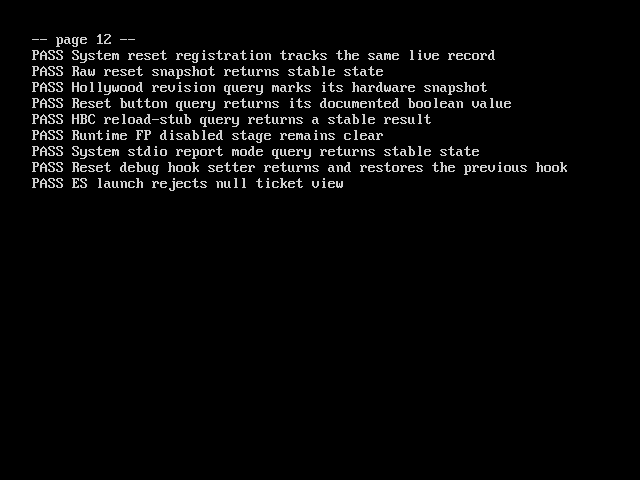 -- page 12 --
PASS System reset registration tracks the same live record
PASS Raw reset snapshot returns stable state
PASS Hollywood revision query marks its hardware snapshot
PASS Reset button query returns its documented boolean value
PASS HBC reload-stub query returns a stable result
PASS Runtime FP disabled stage remains clear
PASS System stdio report mode query returns stable state
PASS Reset debug hook setter returns and restores the previous hook
PASS ES launch rejects null ticket view